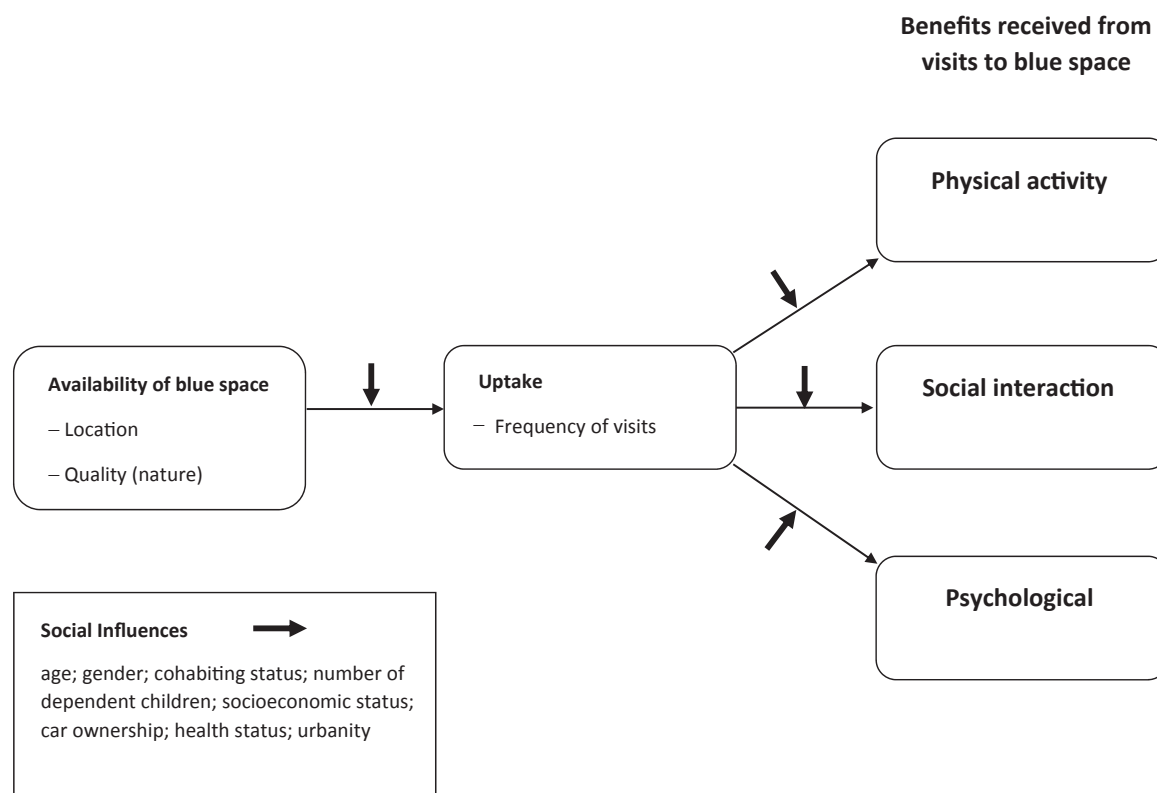 Benefits received from
visits to blue space
Physical activity
Availability of blue space
– Location
– Quality (nature)
Uptake
– Frequency of visits
Social interaction
Psychological
Social Influences
age; gender; cohabiting status; number of
dependent children; socioeconomic status;
car ownership; health status; urbanity